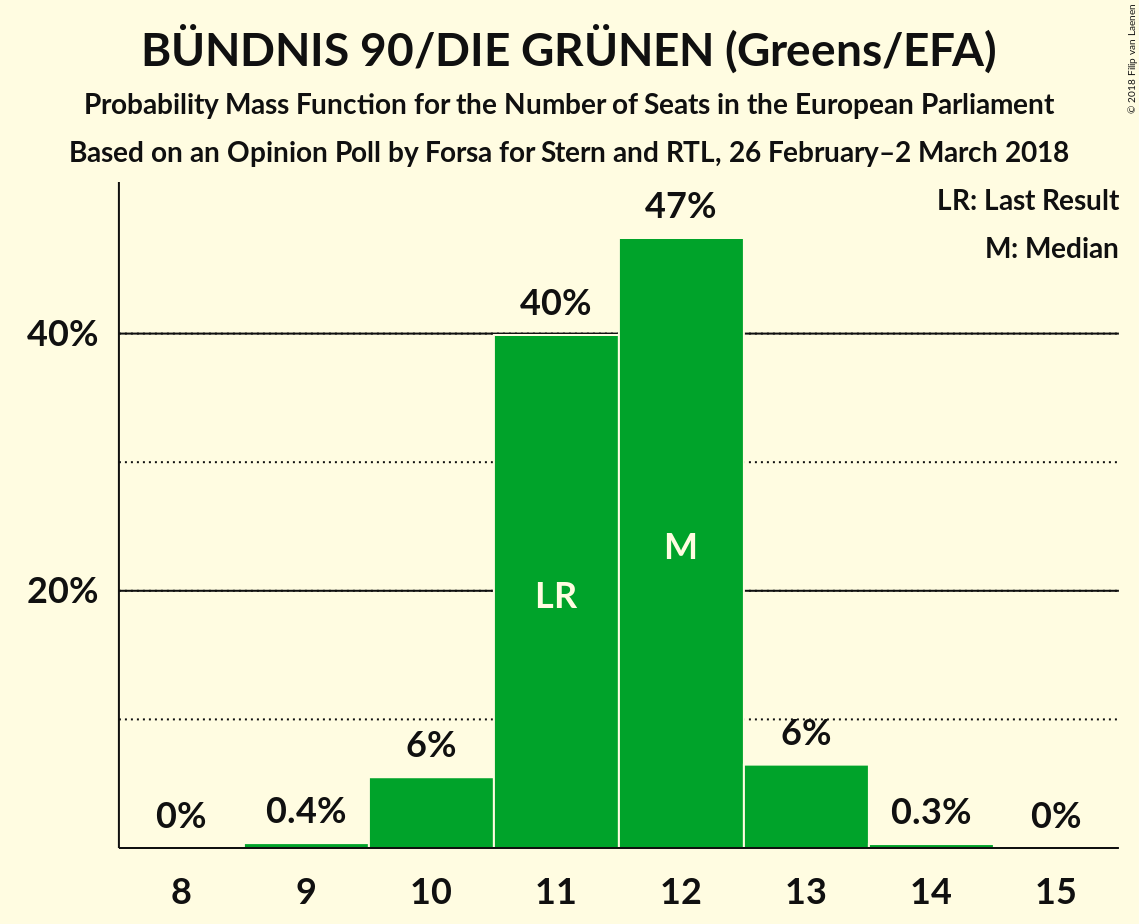 BÜNDNIS 90/DIE GRÜNEN (Greens/EFA)
Probability Mass Function for the Number of Seats in the European Parliament
Based on an Opinion Poll by Forsa for Stern and RTL, 26 February–2 March 2018
© 2018 Filip van Laenen
LR: Last Result
M: Median
47%
40%
40%
M
LR
20%
6%
6%
0%
0.4%
0.3%
0%
8 9 10 11 12 13 14 15